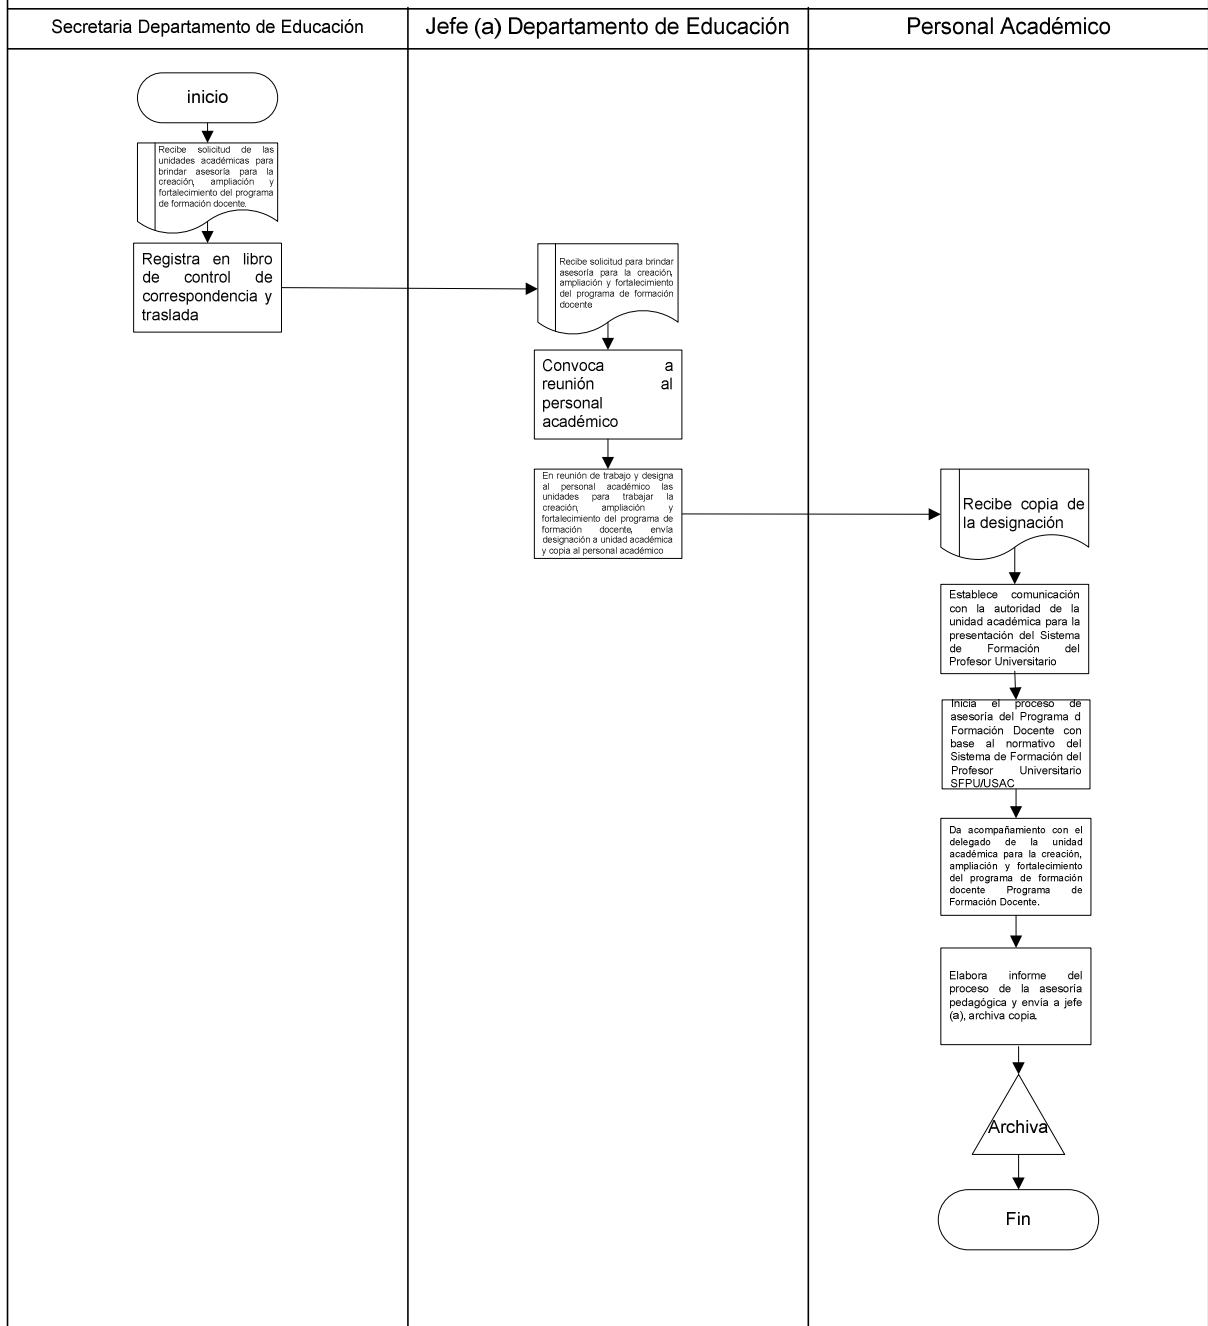 Secretaria Departamento de Educación
Jefe (a) Departamento de Educación
Personal Académico
inicio
Recibe solicitud de las
unidades académicas para
brindar asesoría para la
creación, ampliación y
fortalecimiento del programa
de formación docente.
Registra en libro
de control de
correspondencia y
traslada
Recibe solicitud para brindar
asesoría para la creación,
ampliación y fortalecimiento
del programa de formación
docente
Convoca a
reunión al
personal
académico
En reunión de trabajo y designa
al personal académico las
unidades para trabajar la
creación, ampliación y
fortalecimiento del programa de
formación docente, envía
designación a unidad académica
y copia al personal académico
Recibe copia de
la designación
Establece comunicación
con la autoridad de la
unidad académica para la
presentación del Sistema
de Formación del
Profesor Universitario
Inicia el proceso de
asesoría del Programa d
Formación Docente con
base al normativo del
Sistema de Formación del
Profesor Universitario
SFPU/USAC
Da acompañamiento con el
delegado de la unidad
académica para la creación,
ampliación y fortalecimiento
del programa de formación
docente Programa de
Formación Docente.
Elabora informe del
proceso de la asesoría
pedagógica y envía a jefe
(a), archiva copia.
Archiva
Fin